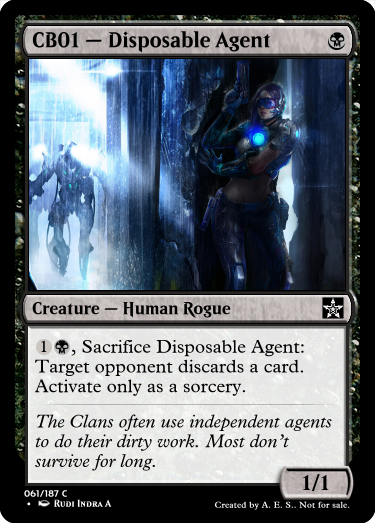 CB01 — Disposable Agent
Creature — Human Rogue
1, Sacrifice Disposable Agent:
Target opponent discards a card.
Activate only as a sorcery.
The Clans often use independent agents
to do their dirty work. Most don't
survive for long.
1/1
061/187 C
• Rudi Indra A
Created by A. E. S.. Not for sale.